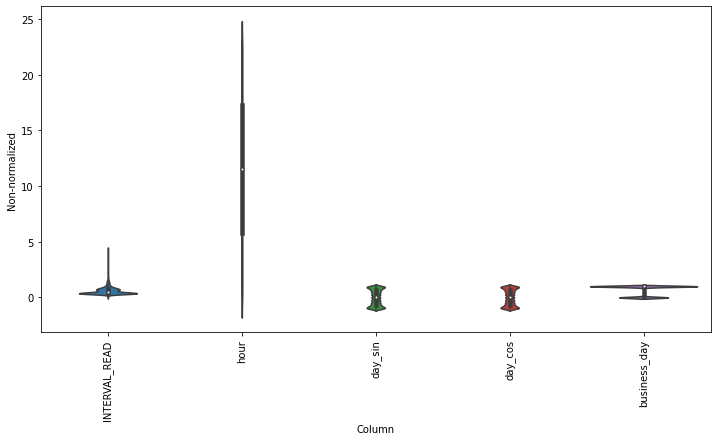 25
20
15
10
5
0
Non-normalized
INTERVAL_READ
hour
day_sin
day_cos
business_day
Column